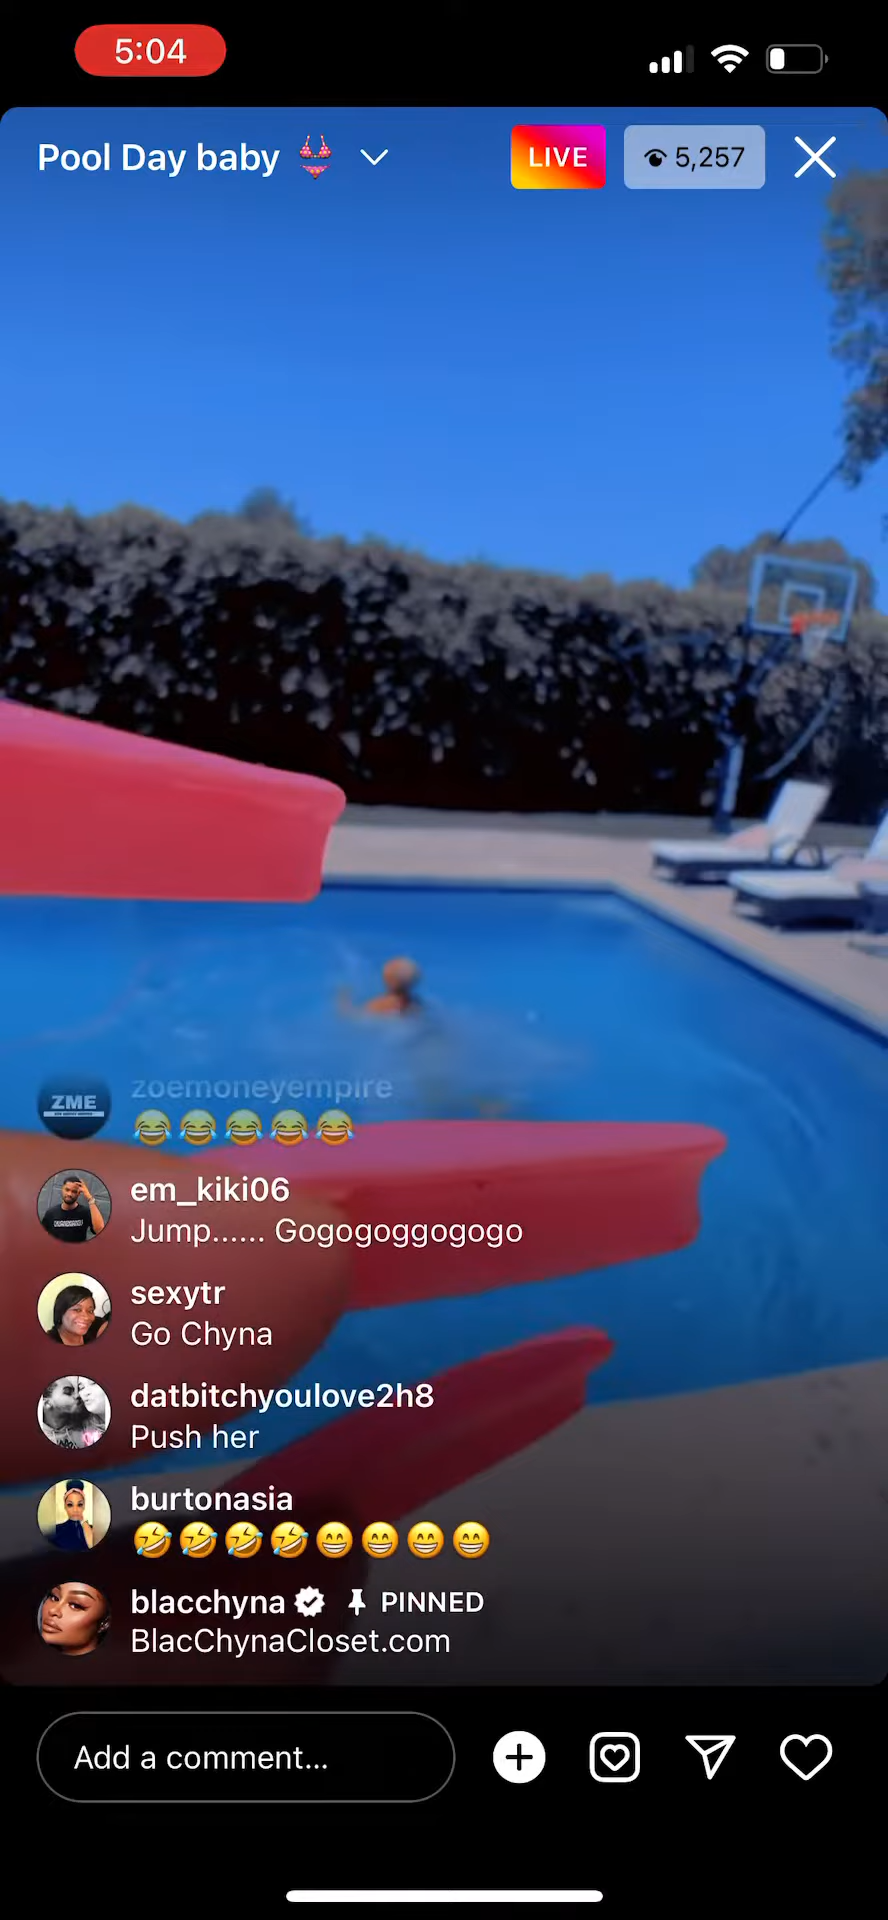 5:04
Pool Day baby 👙
LIVE
5,257
ZME
zoemoneyempire
😂😂😂😂😂
em_kiki06
Jump...... Gogogoggogogo
sexytr
Go Chyna
datbitchyoulove2h8
Push her
burtonasia
🤣🤣🤣🤣😁😁😁😁
blacchyna PINNED
BlacChynaCloset.com
Add a comment...